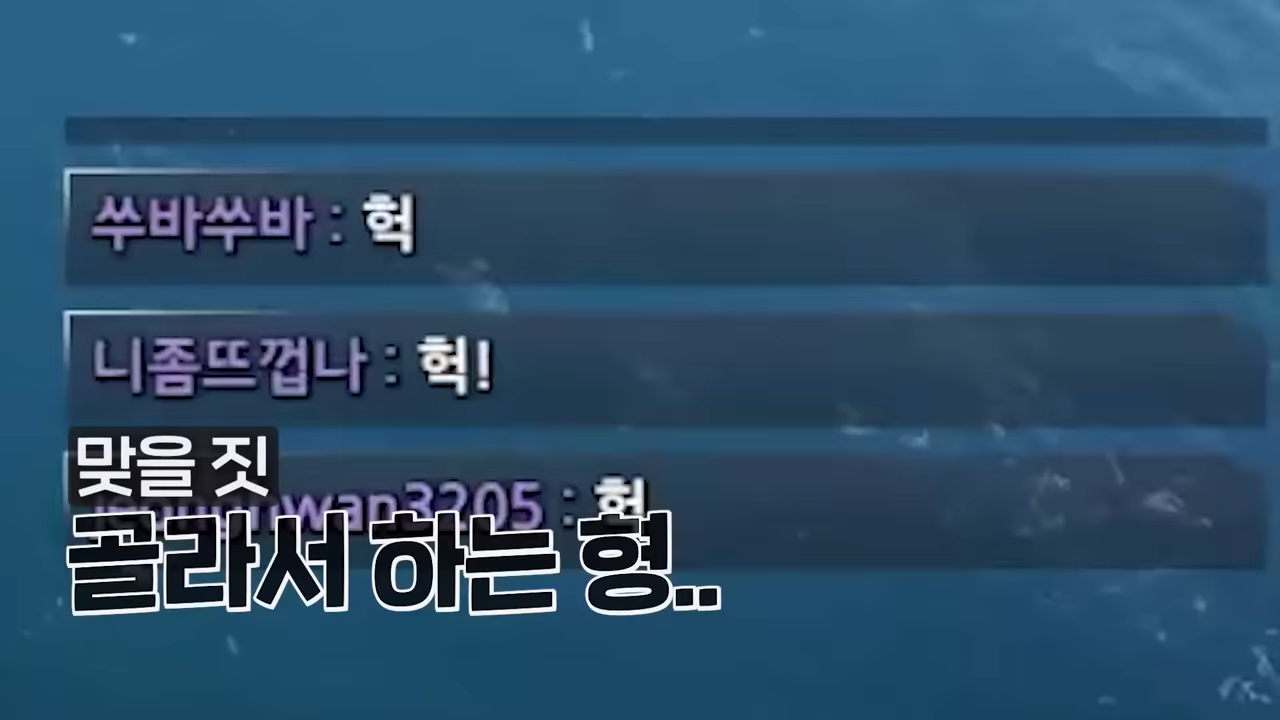 쑤바쑤바 : 헉
니좀뜨껍나 : 헉!
jeonghwan3205 : 헉
맞을 짓
골라서 하는 형..